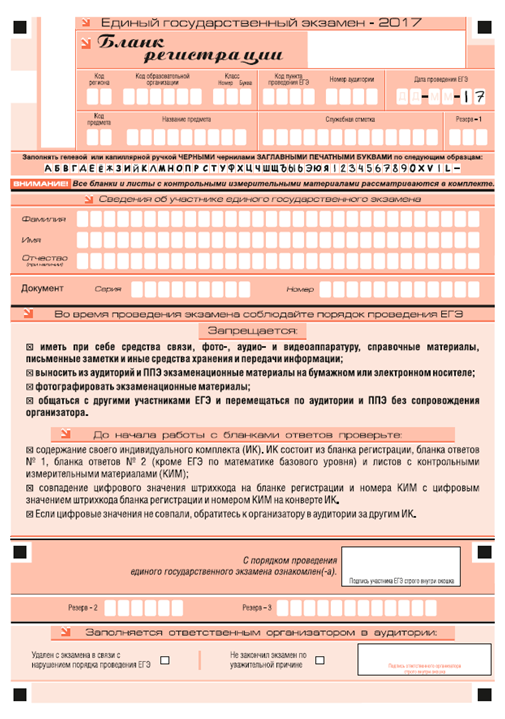 Единый государственный экзамен - 2017
Бланк
регистрации
Код региона
Код образовательной организации
Класс
Номер Буква
Код пункта проведения ЕГЭ
Номер аудитории
Дата проведения ЕГЭ
ДД-ММ-17
Код предмета
Название предмета
Служебная отметка
Резерв - 1
Заполнять гелевой или капиллярной ручкой ЧЕРНЫМИ чернилами ЗАГЛАВНЫМИ ПЕЧАТНЫМИ БУКВАМИ по следующим образцам:
АБВГДЕЁЖЗИЙКЛМНОПРСТУФХЦЧШЩЪЫЬЭЮЯ1234567890XVIL-
ВНИМАНИЕ! Все бланки и листы с контрольными измерительными материалами рассматриваются в комплекте.
Сведения об участнике единого государственного экзамена
Фамилия
Имя
Отчество
(при наличии)
Документ Серия Номер
Во время проведения экзамена соблюдайте порядок проведения ЕГЭ
Запрещается:
иметь при себе средства связи, фото-, аудио- и видеоаппаратуру, справочные материалы,
письменные заметки и иные средства хранения и передачи информации;
выносить из аудиторий и ППЭ экзаменационные материалы на бумажном или электронном носителе;
фотографировать экзаменационные материалы;
общаться с другими участниками ЕГЭ и перемещаться по аудитории и ППЭ без сопровождения
организатора.
До начала работы с бланками ответов проверьте:
содержание своего индивидуального комплекта (ИК). ИК состоит из бланка регистрации, бланка ответов
№ 1, бланка ответов № 2 (кроме ЕГЭ по математике базового уровня) и листов с контрольными
измерительными материалами (КИМ);
совпадение цифрового значения штрихкода на бланке регистрации и номера КИМ с цифровым
значением штрихкода бланка регистрации и номером КИМ на конверте ИК.
Если цифровые значения не совпали, обратитесь к организатору в аудитории за другим ИК.
С порядком проведения
единого государственного экзамена ознакомлен(-а).
Подпись участника ЕГЭ строго внутри окошка
Резерв - 2 Резерв - 3
Заполняется ответственным организатором в аудитории:
Удален с экзамена в связи с
нарушением порядка проведения ЕГЭ
Не закончил экзамен по
уважительной причине
Подпись ответственного организатора
строго внутри окошка